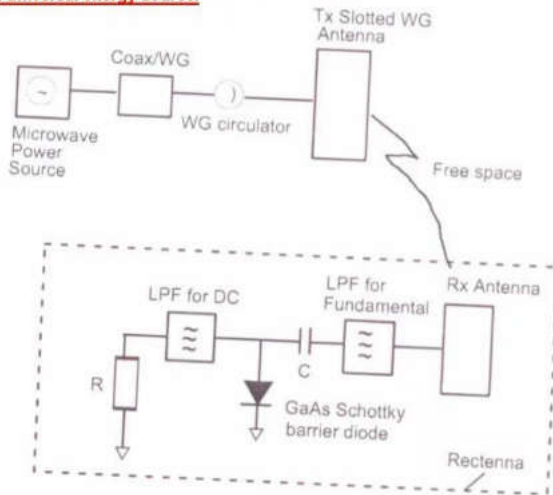 Tx Slotted WG
Antenna
Coax/WG
~
WG circulator
Microwave
Power
Source
Free space
LPF for DC
LPF for
Fundamental
Rx Antenna
R
C
GaAs Schottky
barrier diode
Rectenna